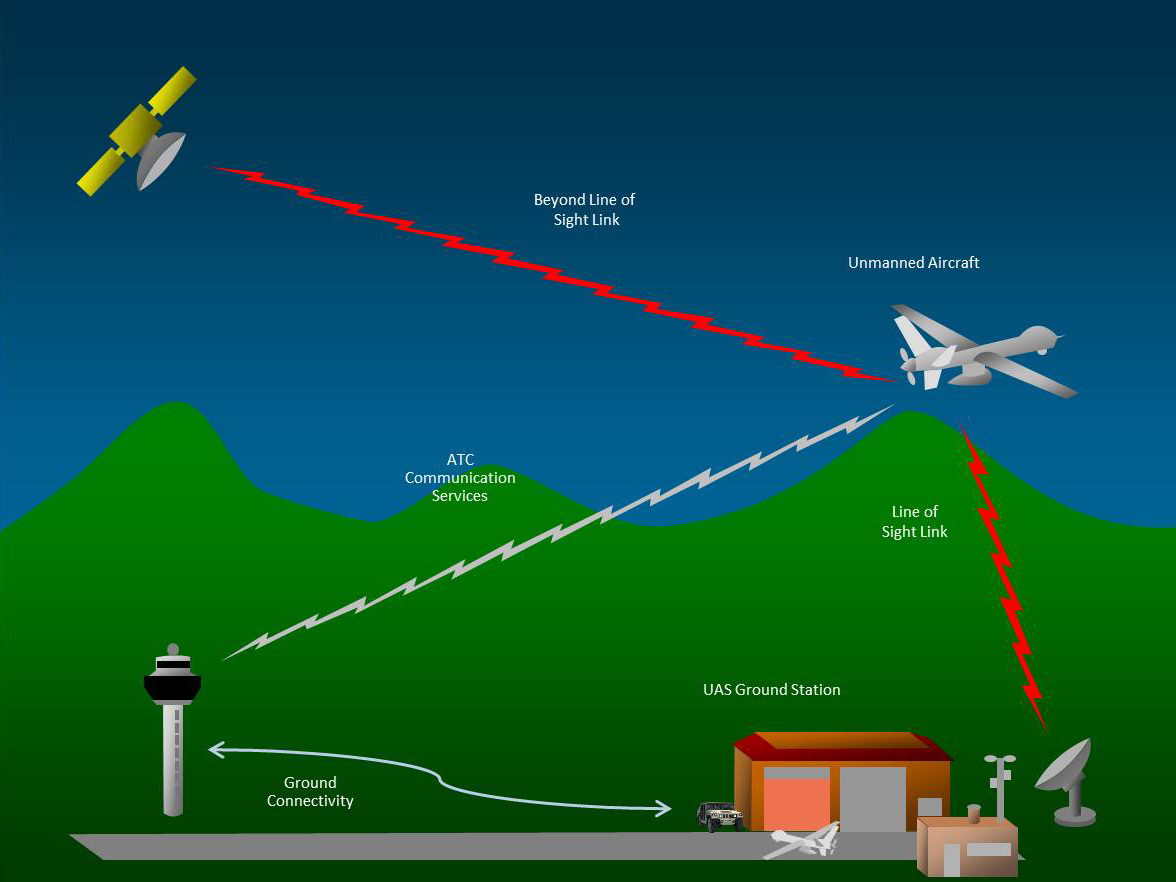 Beyond Line of
Sight Link
Unmanned Aircraft
ATC
Communication
Services
Line of
Sight Link
UAS Ground Station
Ground
Connectivity